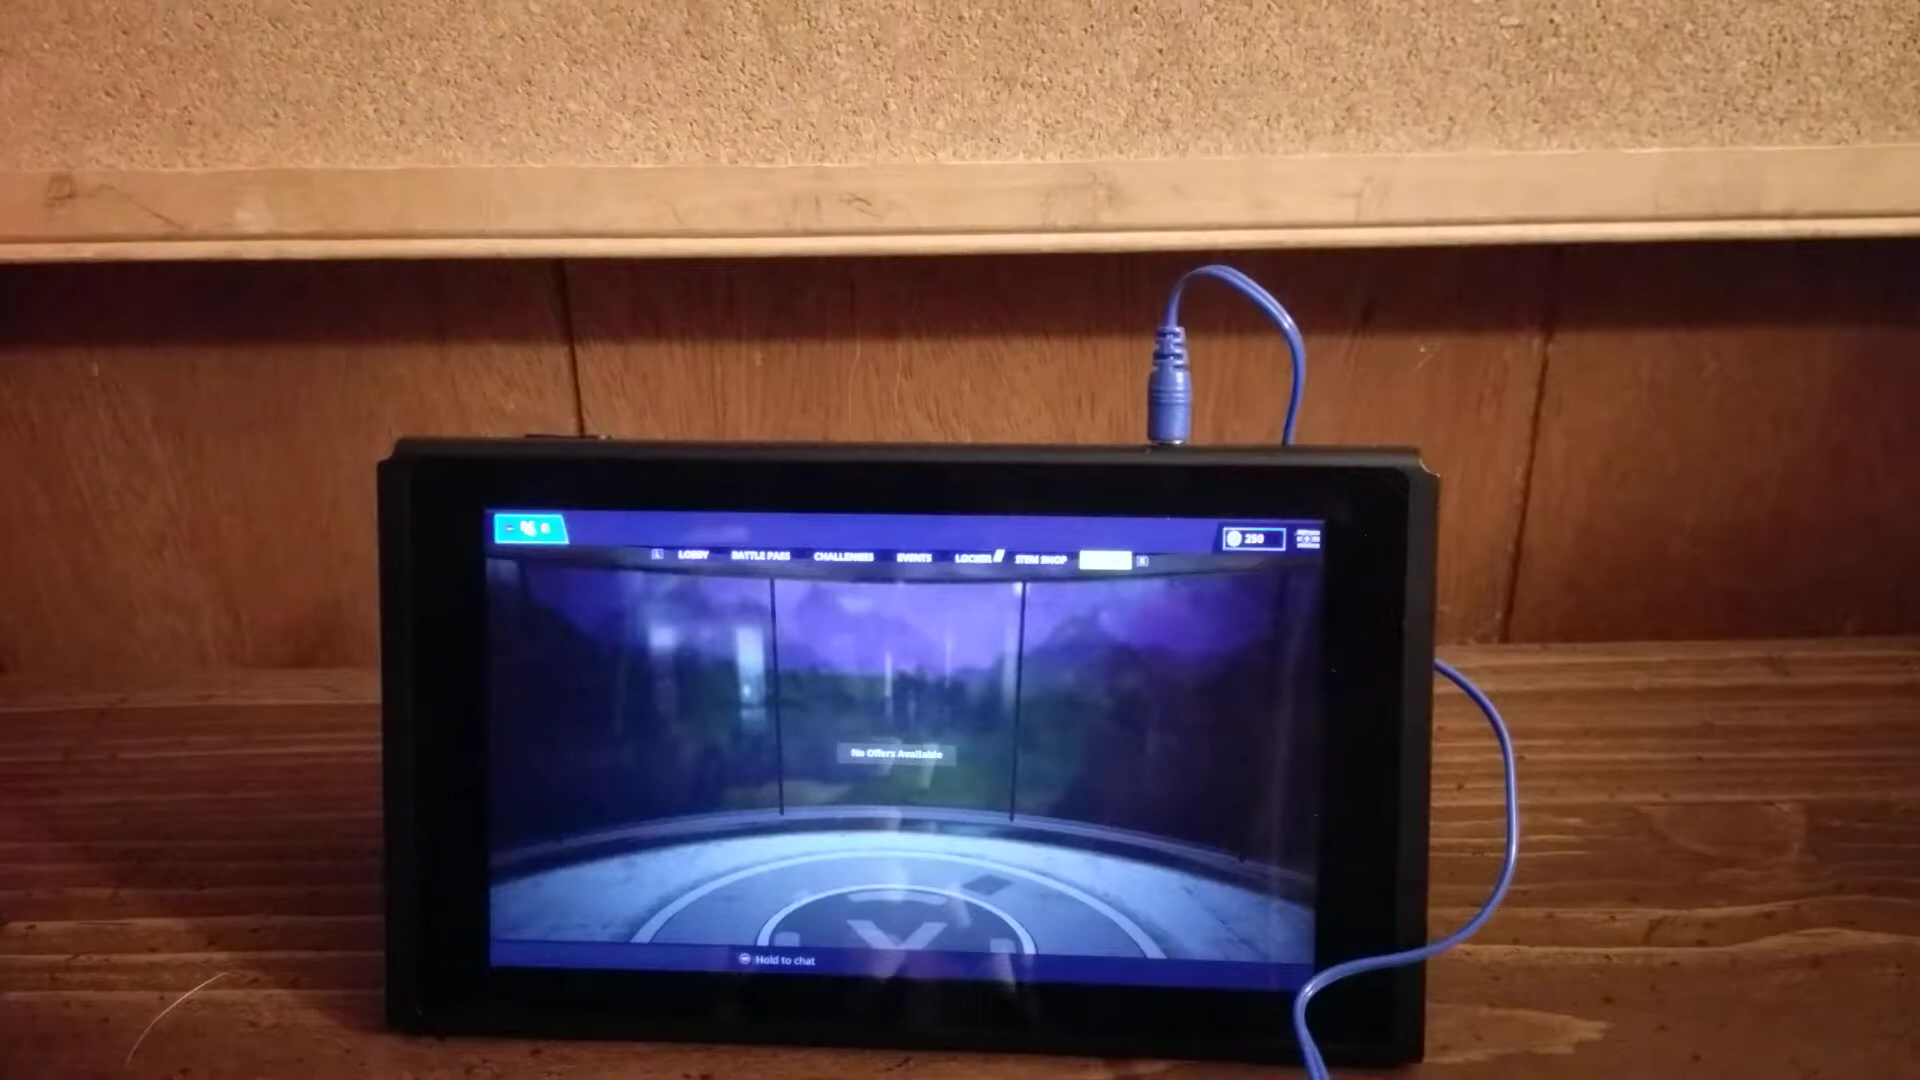 250
L LOBBY BATTLE PASS CHALLENGES EVENTS LOCKER ITEM SHOP R
No Offers Available
Hold to chat